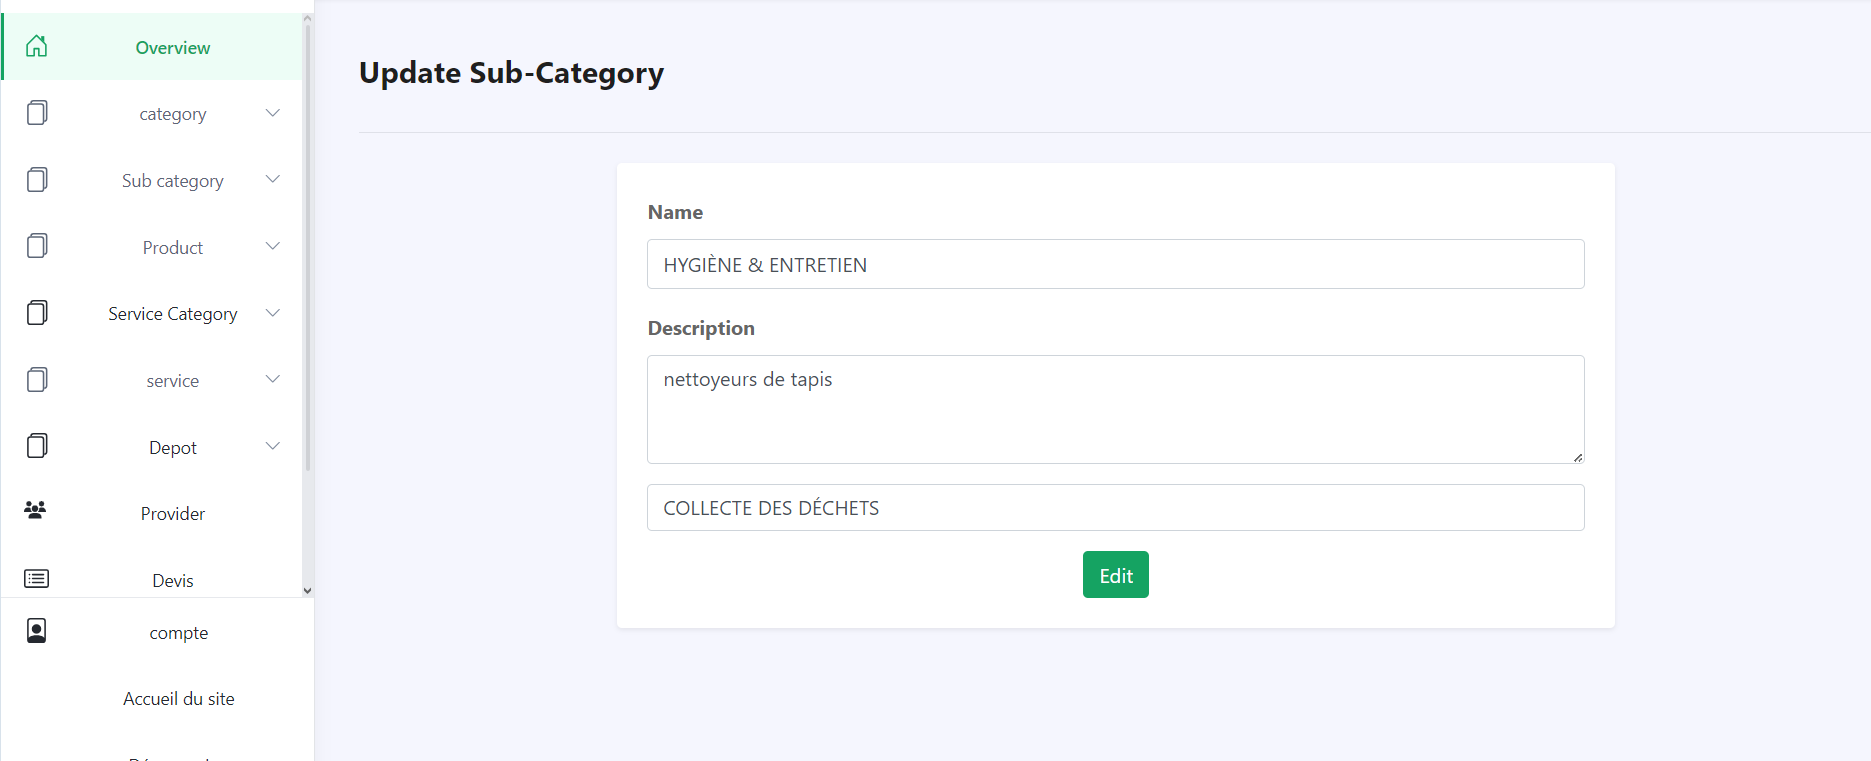 Overview
category
Sub category
Product
Service Category
service
Depot
Provider
Devis
compte
Accueil du site
Update Sub-Category
Name
HYGIÈNE & ENTRETIEN
Description
nettoyeurs de tapis
COLLECTE DES DÉCHETS
Edit